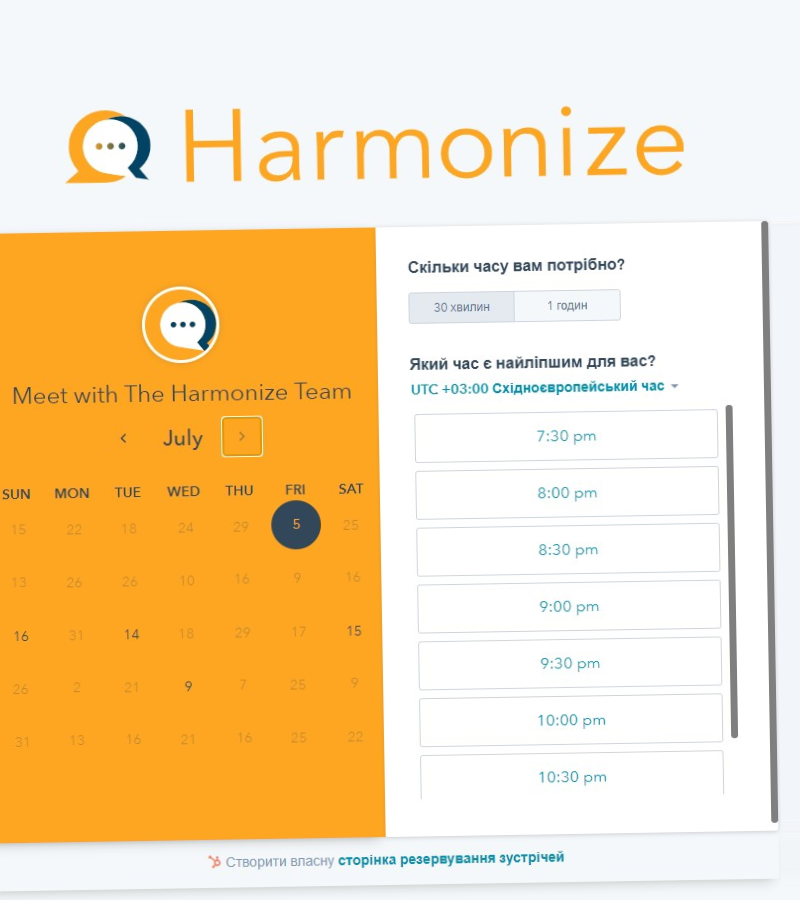 Harmonize
Meet with The Harmonize Team
July
SUN MON TUE WED THU FRI SAT
15 22 18 24 29 5 25
13 26 26 10 16 9 16
16 31 14 18 29 17 15
26 2 21 9 7 25 9
31 13 16 21 16 25 22
Скільки часу вам потрібно?
30 хвилин 1 годин
Який час є найліпшим для вас?
UTC +03:00 Східноєвропейський час
7:30 pm
8:00 pm
8:30 pm
9:00 pm
9:30 pm
10:00 pm
10:30 pm
Створити власну сторінка резервування зустрічей